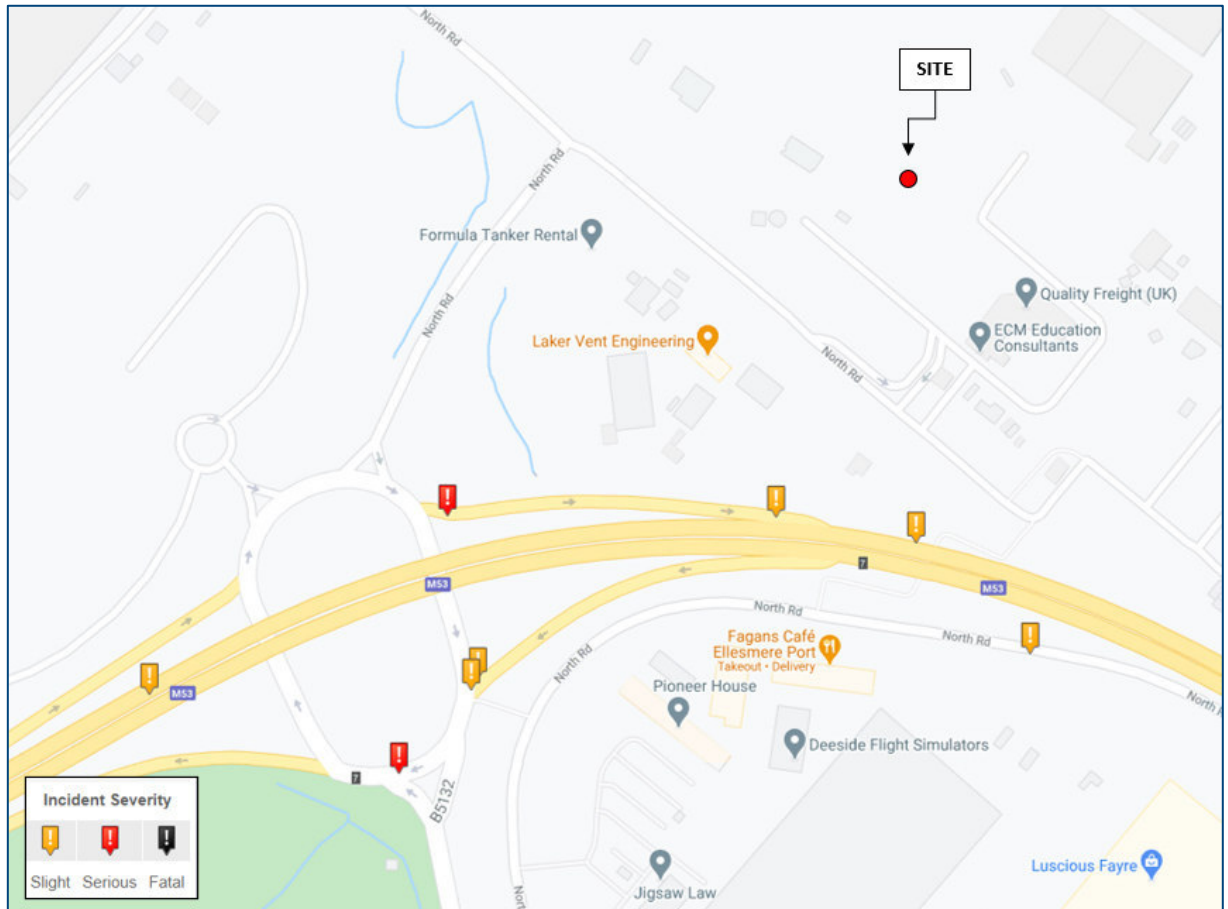 North Rd
SITE
North Rd
Formula Tanker Rental
North Rd
Quality Freight (UK)
ECM Education
Consultants
Laker Vent Engineering
North Rd
7
M53
M53
North Rd
North Rd
Fagans Café
Ellesmere Port
Takeout • Delivery
North Rd
Pioneer House
M53
North R
Deeside Flight Simulators
7
B5132
Incident Severity
Slight Serious Fatal
Luscious Fayre
Jigsaw Law
North